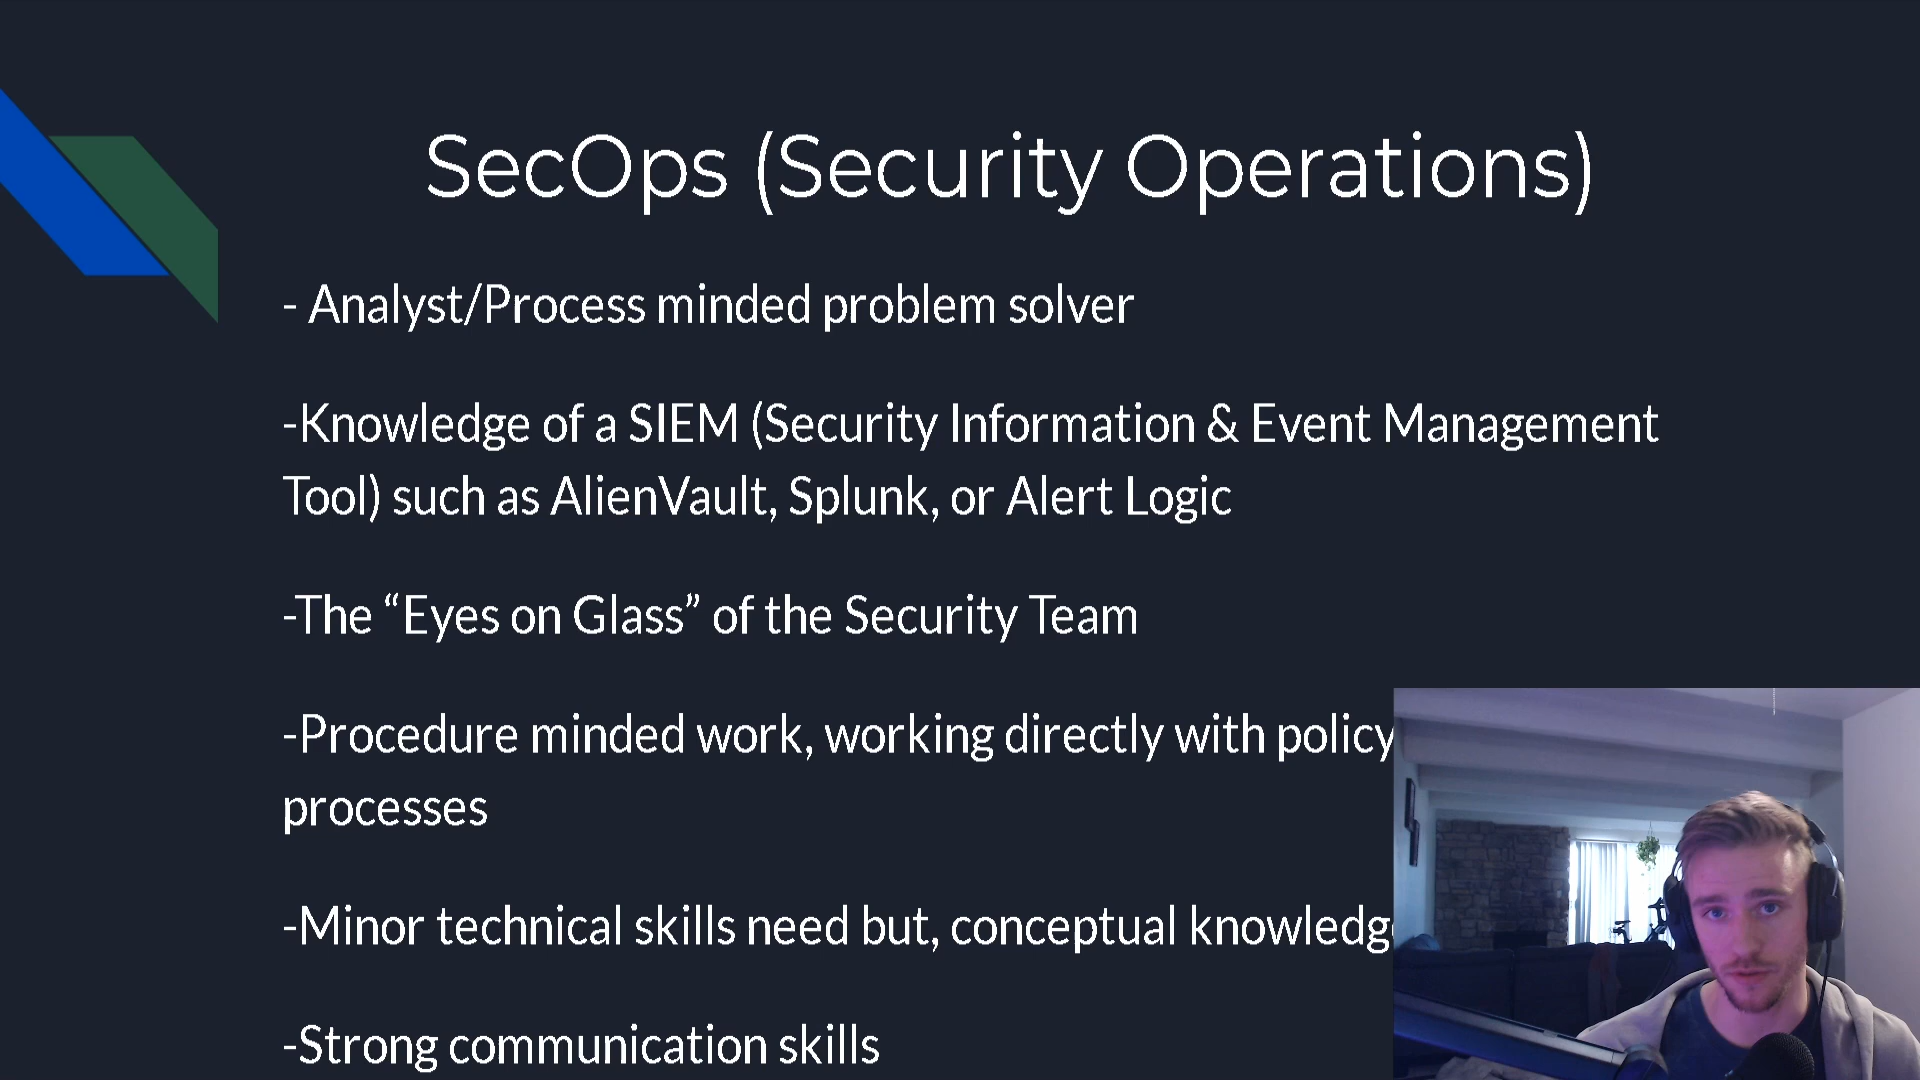 SecOps (Security Operations)
- Analyst/Process minded problem solver
-Knowledge of a SIEM (Security Information & Event Management
Tool) such as AlienVault, Splunk, or Alert Logic
-The “Eyes on Glass” of the Security Team
-Procedure minded work, working directly with policy
processes
-Minor technical skills need but, conceptual
-Strong communication skills